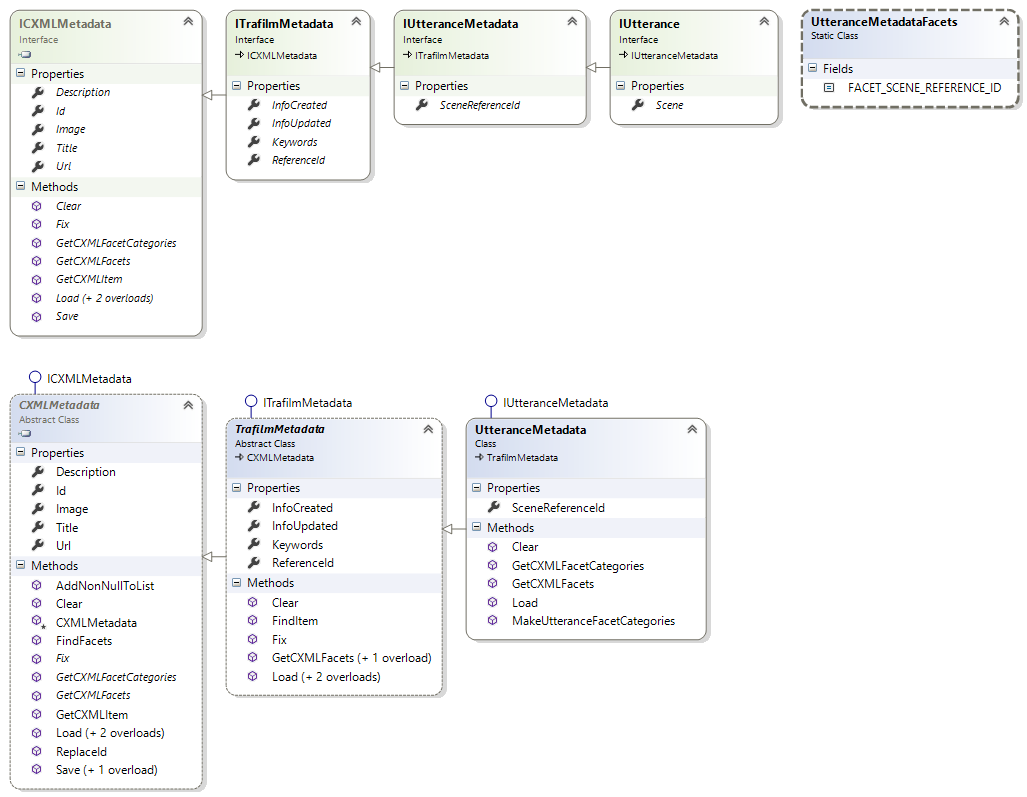 ICXMLMetadata
Interface
Properties
Description
Id
Image
Title
Url
Methods
Clear
Fix
GetCXMLFacetCategories
GetCXMLFacets
GetCXMLItem
Load (+ 2 overloads)
Save
ITrafilmMetadata
Interface
ICXMLMetadata
Properties
InfoCreated
InfoUpdated
Keywords
ReferenceId
IUtteranceMetadata
Interface
ITrafilmMetadata
Properties
SceneReferenceId
IUtterance
Interface
IUtteranceMetadata
Properties
Scene
UtteranceMetadataFacets
Static Class
Fields
FACET_SCENE_REFERENCE_ID
ICXMLMetadata
CXMLMetadata
Abstract Class
Properties
Description
Id
Image
Title
Url
Methods
AddNonNullToList
Clear
CXMLMetadata
FindFacets
Fix
GetCXMLFacetCategories
GetCXMLFacets
GetCXMLItem
Load (+ 2 overloads)
ReplaceId
Save (+ 1 overload)
ITrafilmMetadata
TrafilmMetadata
Abstract Class
CXMLMetadata
Properties
InfoCreated
InfoUpdated
Keywords
ReferenceId
Methods
Clear
FindItem
Fix
GetCXMLFacets (+ 1 overload)
Load (+ 2 overloads)
IUtteranceMetadata
UtteranceMetadata
Class
TrafilmMetadata
Properties
SceneReferenceId
Methods
Clear
GetCXMLFacetCategories
GetCXMLFacets
Load
MakeUtteranceFacetCategories